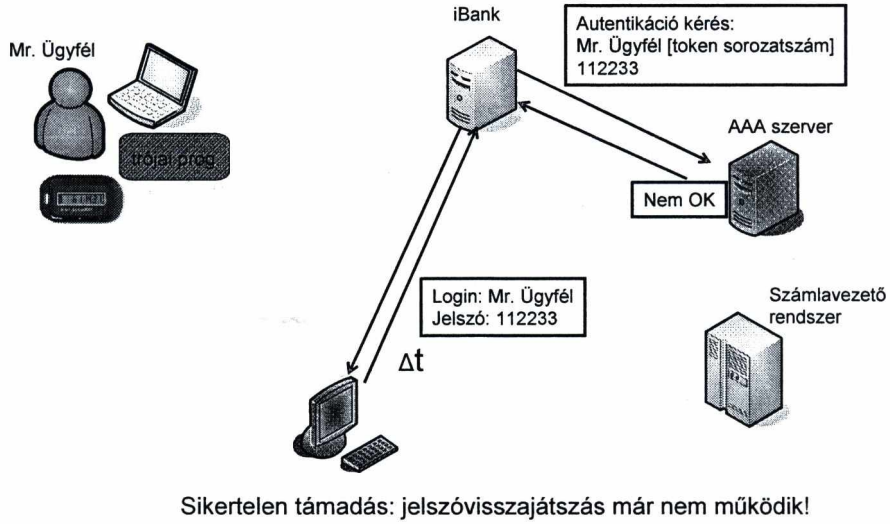 iBank
Autentikáció kérés:
Mr. Ügyfél [token sorozatszám]
112233
Mr. Ügyfél
trójai prog.
AAA szerver
Nem OK
Login: Mr. Ügyfél
Jelszó: 112233
Δt
Számlavezető
rendszer
Sikertelen támadás: jelszóvisszajátszás már nem működik!